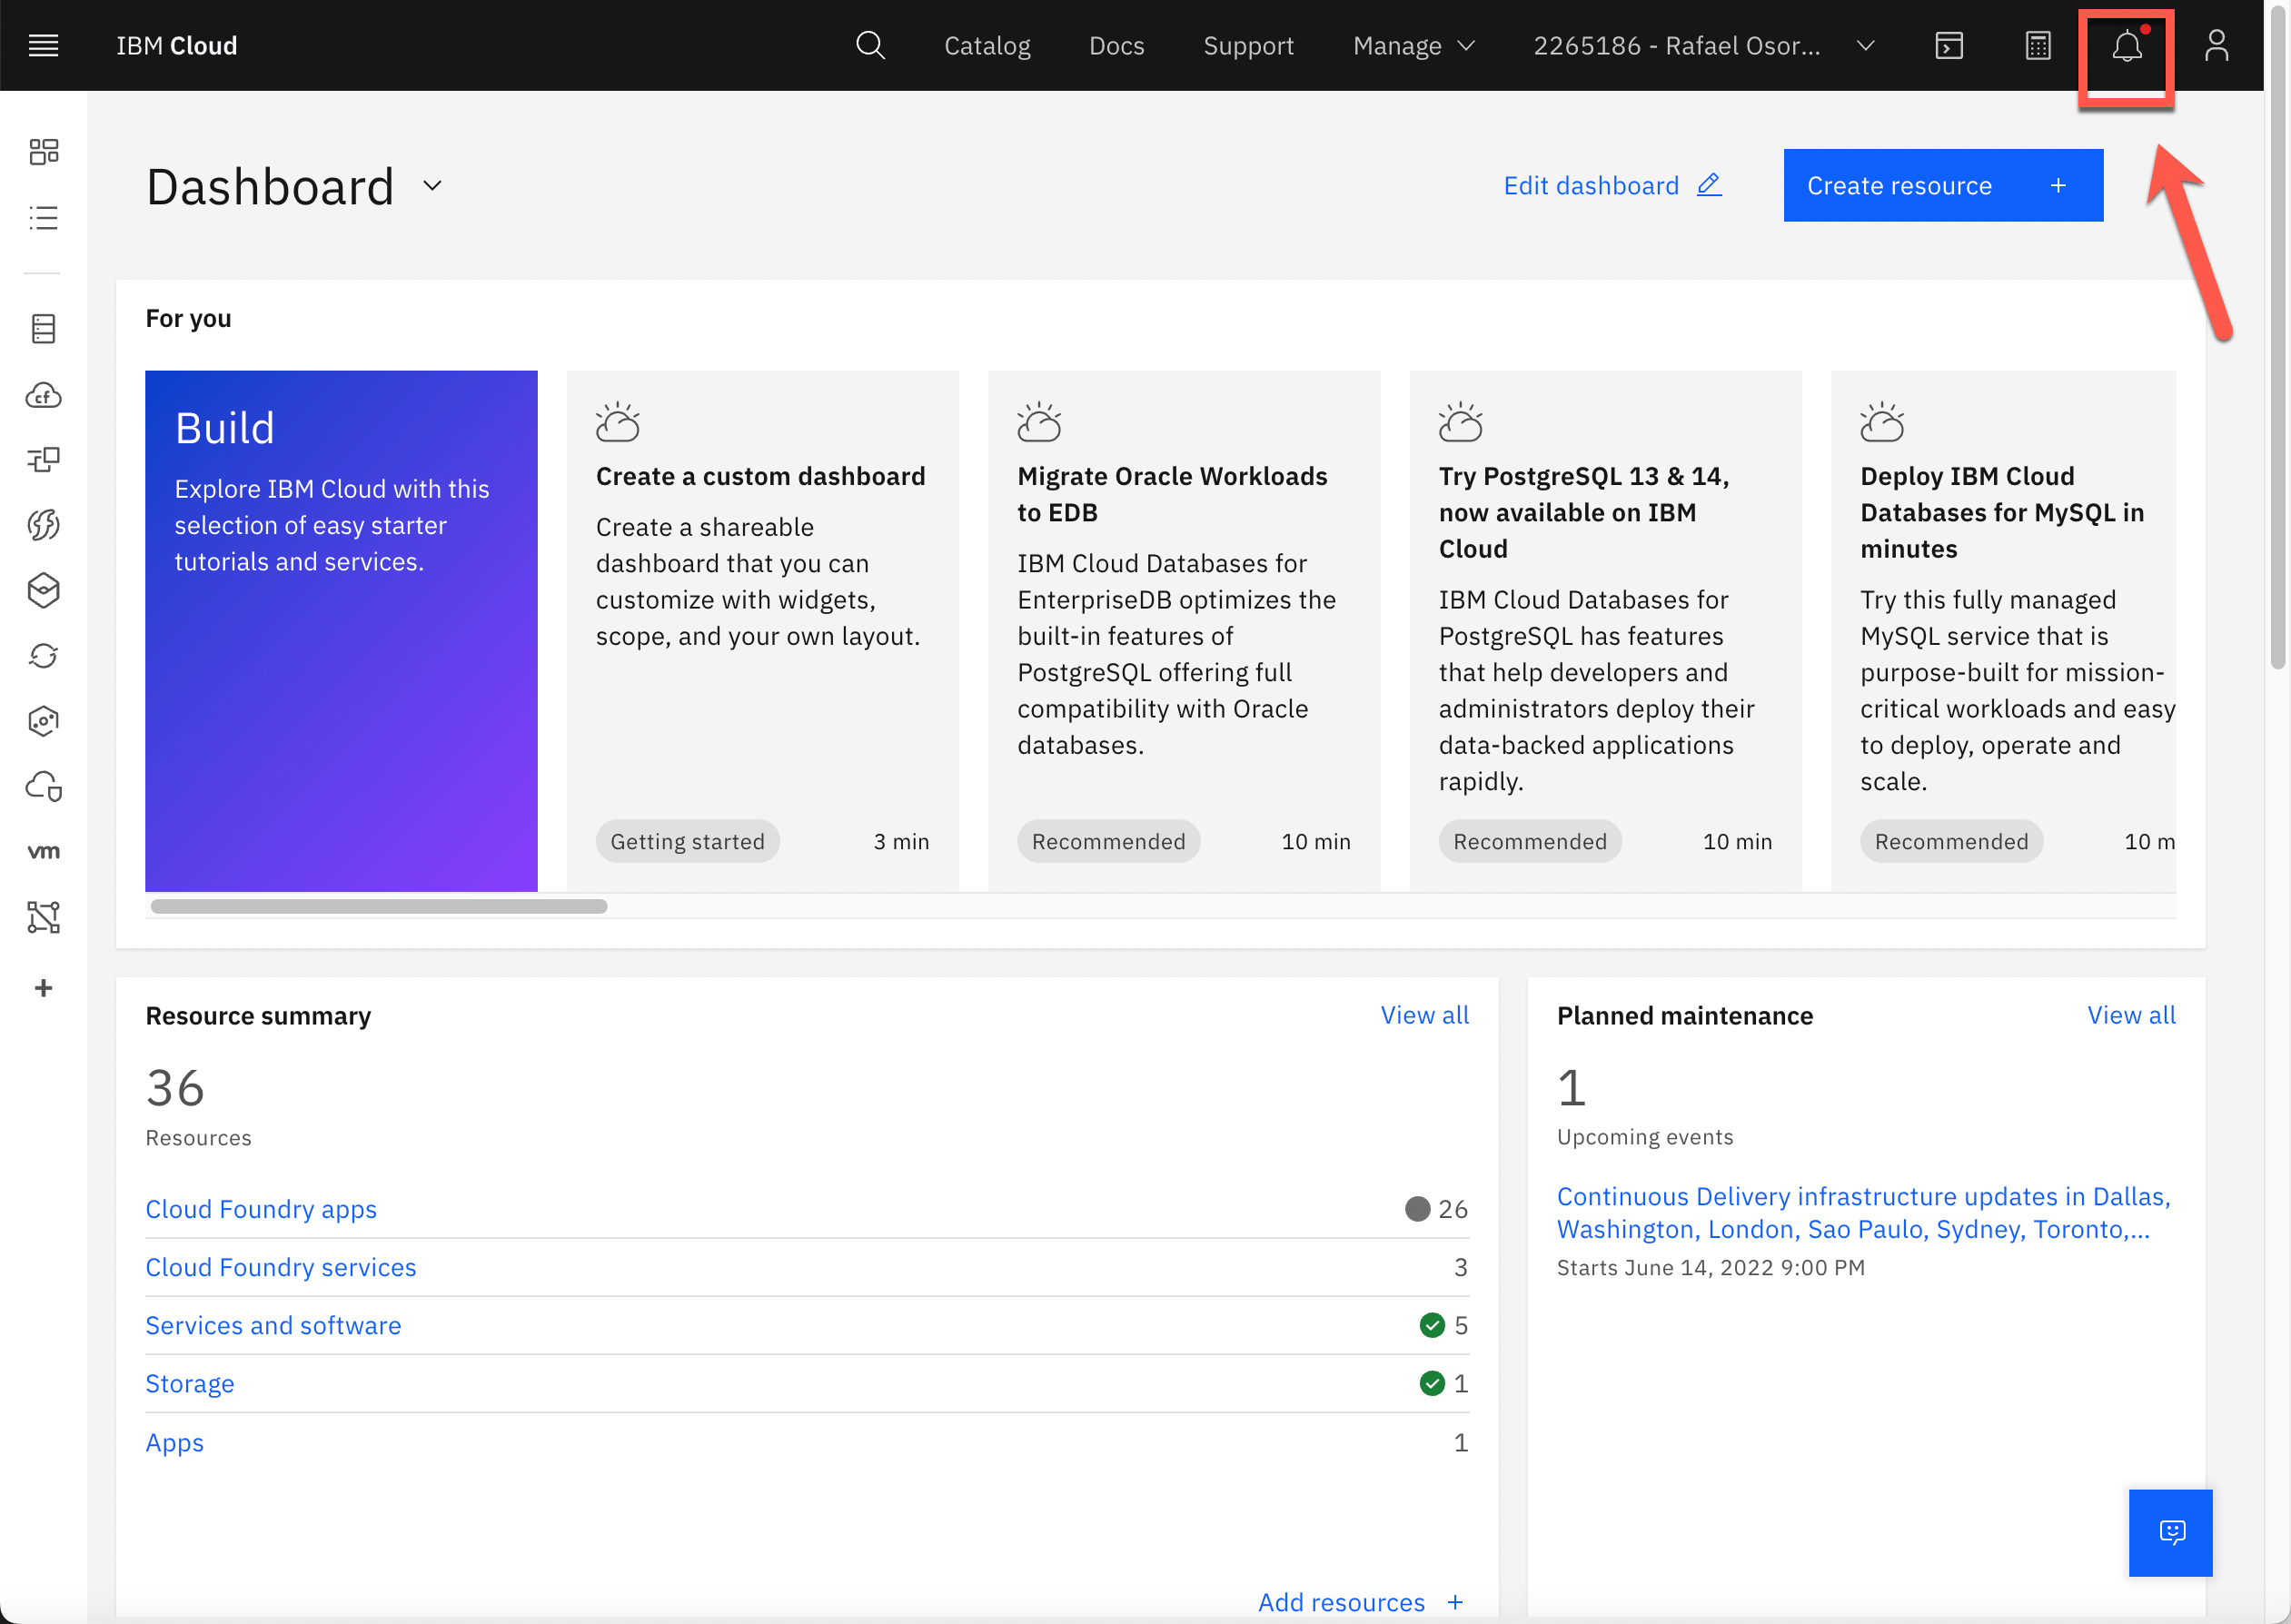 IBM Cloud
Catalog
Docs
Support
Manage
2265186 - Rafael Osor...
Dashboard
Edit dashboard
Create resource +
For you
Build
Explore IBM Cloud with this
selection of easy starter
tutorials and services.
Create a custom dashboard
Create a shareable
dashboard that you can
customize with widgets,
scope, and your own layout.
Getting started
3 min
Migrate Oracle Workloads
to EDB
IBM Cloud Databases for
EnterpriseDB optimizes the
built-in features of
PostgreSQL offering full
compatibility with Oracle
databases.
Recommended
10 min
Try PostgreSQL 13 & 14,
now available on IBM
Cloud
IBM Cloud Databases for
PostgreSQL has features
that help developers and
administrators deploy their
data-backed applications
rapidly.
Recommended
10 min
Deploy IBM Cloud
Databases for MySQL in
minutes
Try this fully managed
MySQL service that is
purpose-built for mission-
critical workloads and easy
to deploy, operate and
scale.
Recommended
10 m
cf
vm
+
Resource summary
View all
36
Resources
Cloud Foundry apps
26
Cloud Foundry services
3
Services and software
5
Storage
1
Apps
1
Add resources +
Planned maintenance
View all
1
Upcoming events
Continuous Delivery infrastructure updates in Dallas,
Washington, London, Sao Paulo, Sydney, Toronto,...
Starts June 14, 2022 9:00 PM